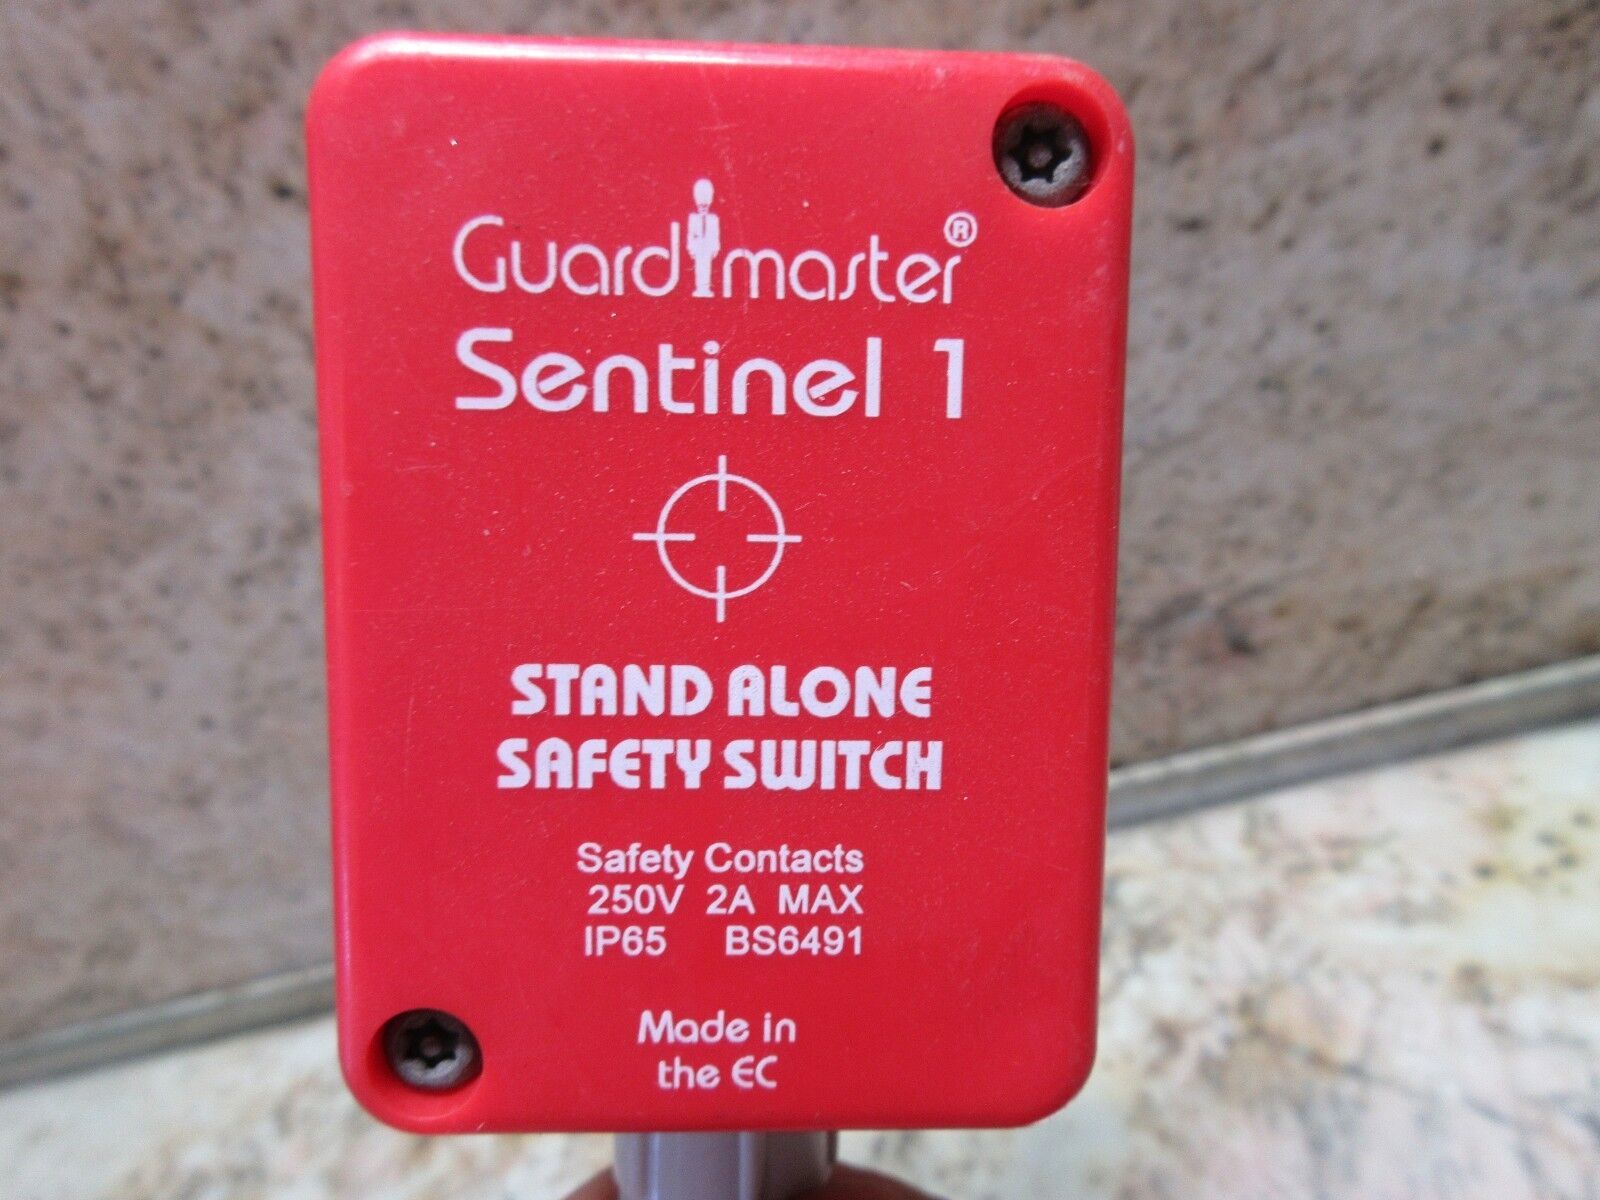 Guardmaster®
Sentinel 1
STAND ALONE
SAFETY SWITCH
Safety Contacts
250V 2A MAX
IP65 BS6491
Made in
the EC